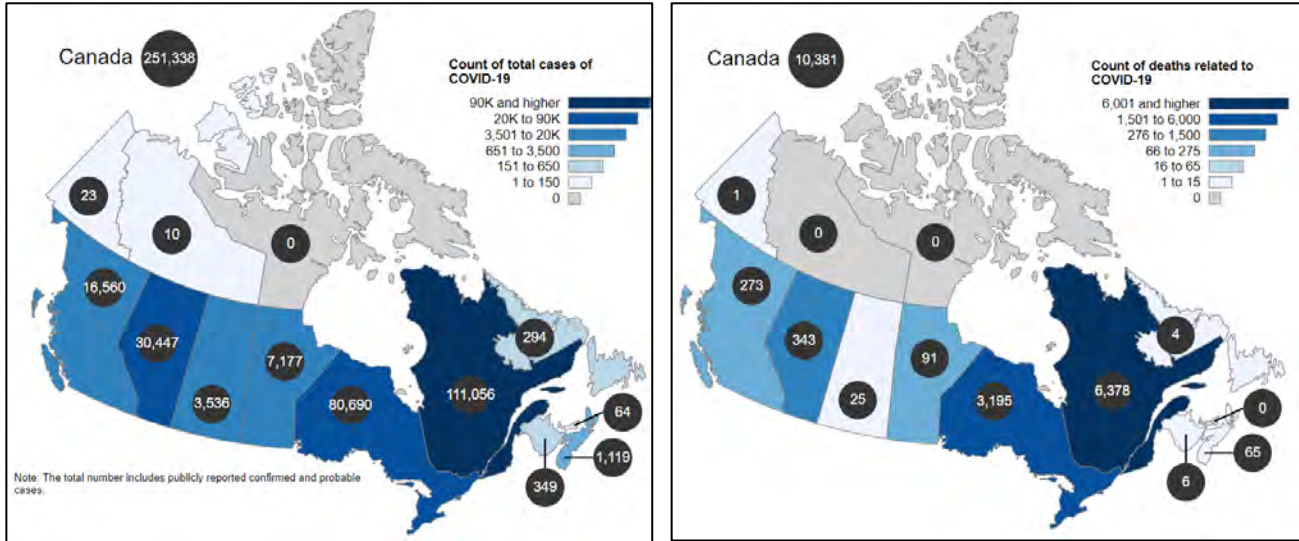 Canada 251,338
Count of total cases of
COVID-19
90K and higher
20K to 90K
3,501 to 20K
651 to 3,500
151 to 650
1 to 150
0
23
10
0
16,560
30,447
3,536
7,177
80,690
111,056
294
64
1,119
349
Note: The total number includes publicly reported confirmed and probable
cases.
Canada 10,381
Count of deaths related to
COVID-19
6,001 and higher
1,501 to 6,000
276 to 1,500
66 to 275
16 to 65
1 to 15
0
1
0
0
273
343
25
91
3,195
6,378
4
0
65
6